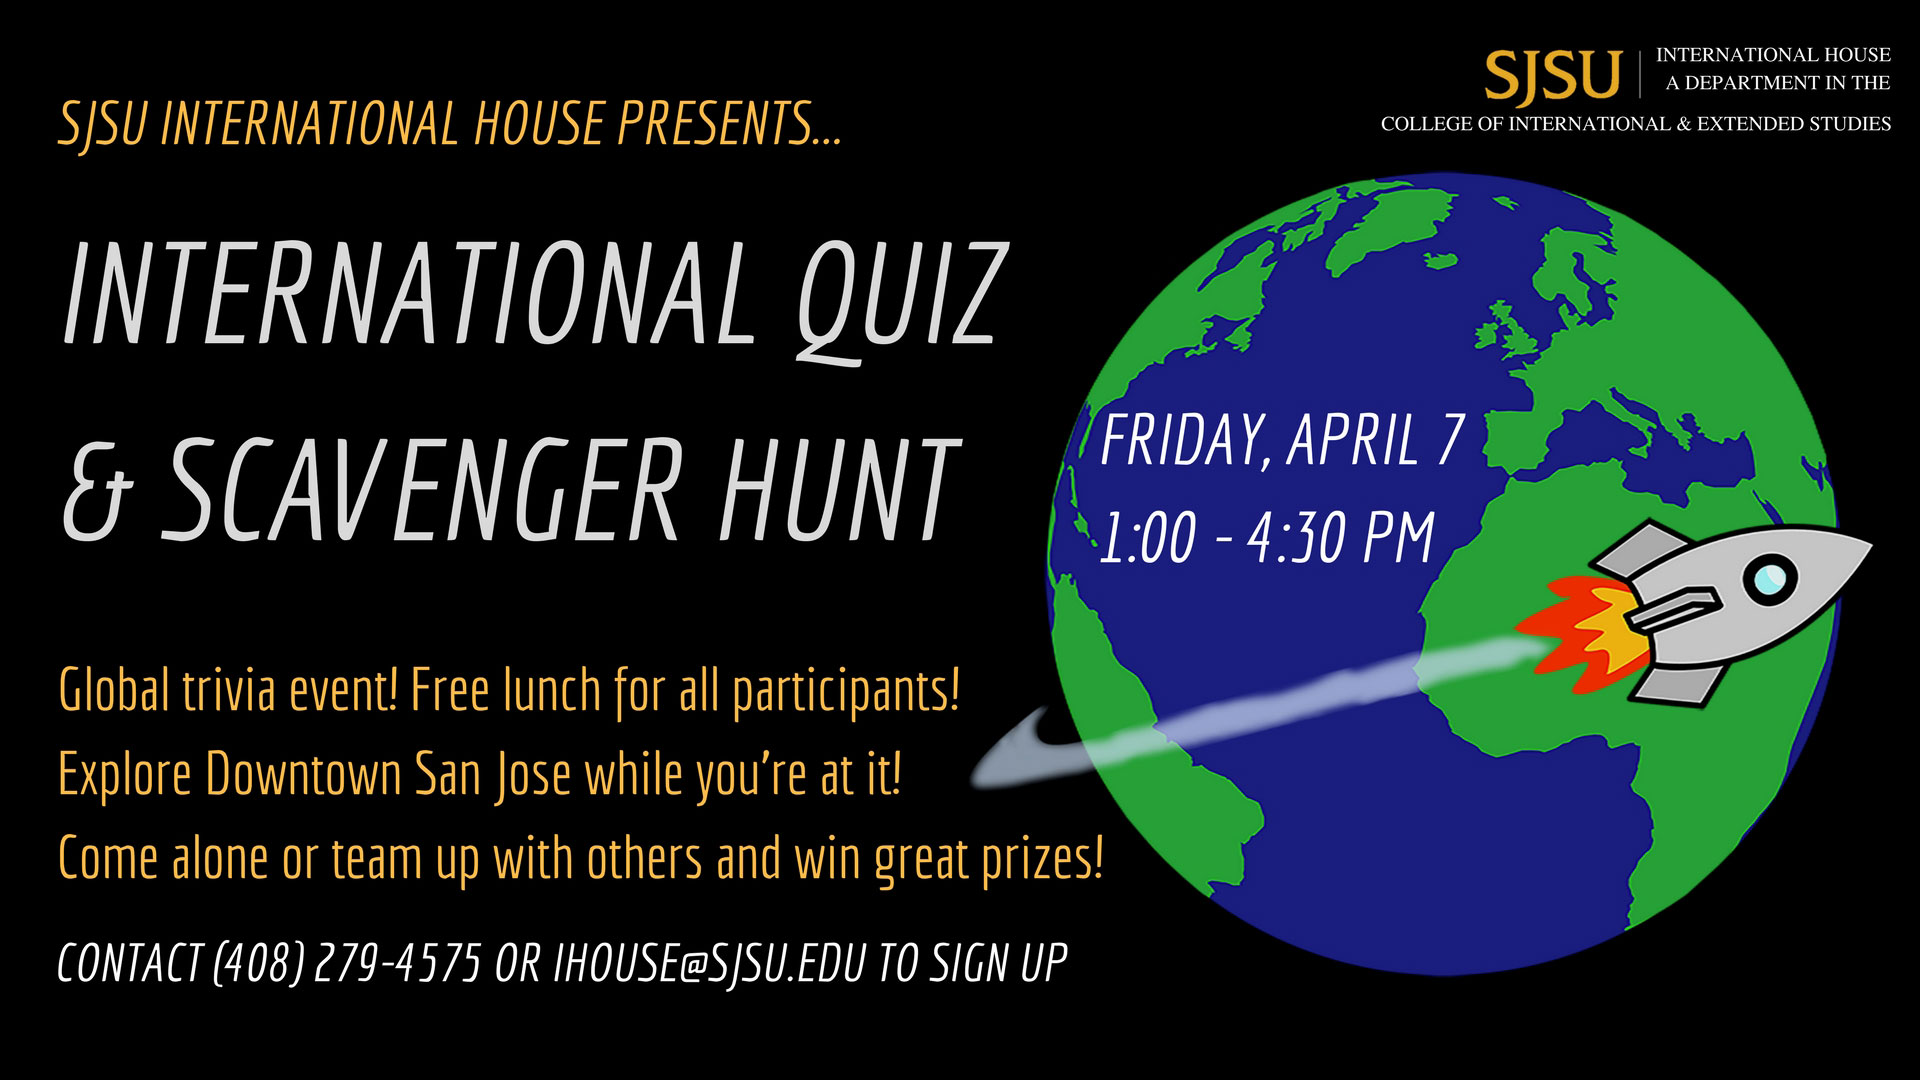 SJSU INTERNATIONAL HOUSE PRESENTS...
INTERNATIONAL QUIZ
& SCAVENGER HUNT
Global trivia event! Free lunch for all participants!
Explore Downtown San Jose while you're at it!
Come alone or team up with others and win great prizes!
CONTACT (408) 279-4575 OR IHOUSE@SJSU.EDU TO SIGN UP
SJSU
INTERNATIONAL HOUSE
A DEPARTMENT IN THE
COLLEGE OF INTERNATIONAL & EXTENDED STUDIES
FRIDAY, APRIL 7
1:00 - 4:30 PM